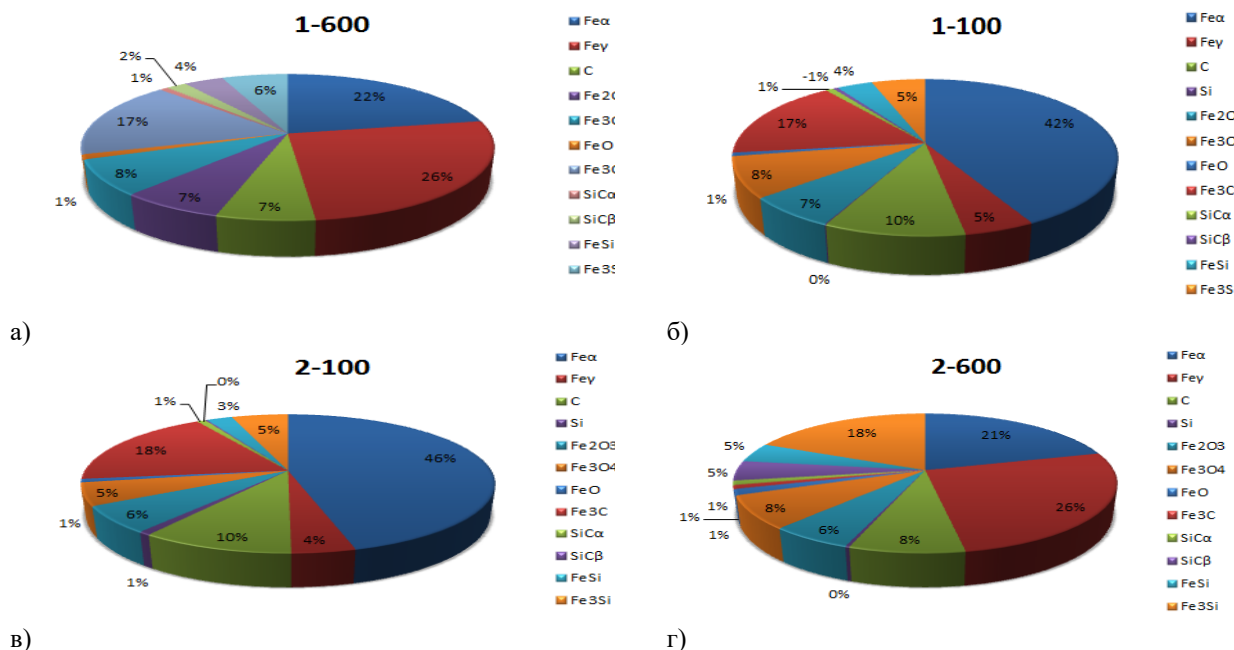 1-600
2%
4%
1%
6%
22%
17%
26%
8%
7%
7%
1%
Feα
Feγ
C
Fe2O
Fe3O
FeO
Fe3C
SiCα
SiCβ
FeSi
Fe3S
а)
1-100
1%
-1%
4%
5%
42%
17%
8%
7%
10%
5%
1%
0%
Feα
Feγ
C
Si
Fe2O
Fe3O
FeO
Fe3C
SiCα
SiCβ
FeSi
Fe3S
б)
2-100
1%
0%
3%
5%
46%
18%
5%
6%
10%
4%
1%
1%
Feα
Feγ
C
Si
Fe2O3
Fe3O4
FeO
Fe3C
SiCα
SiCβ
FeSi
Fe3Si
в)
2-600
18%
21%
5%
5%
1%
1%
1%
8%
6%
8%
26%
0%
Feα
Feγ
C
Si
Fe2O3
Fe3O4
FeO
Fe3C
SiCα
SiCβ
FeSi
Fe3Si
г)